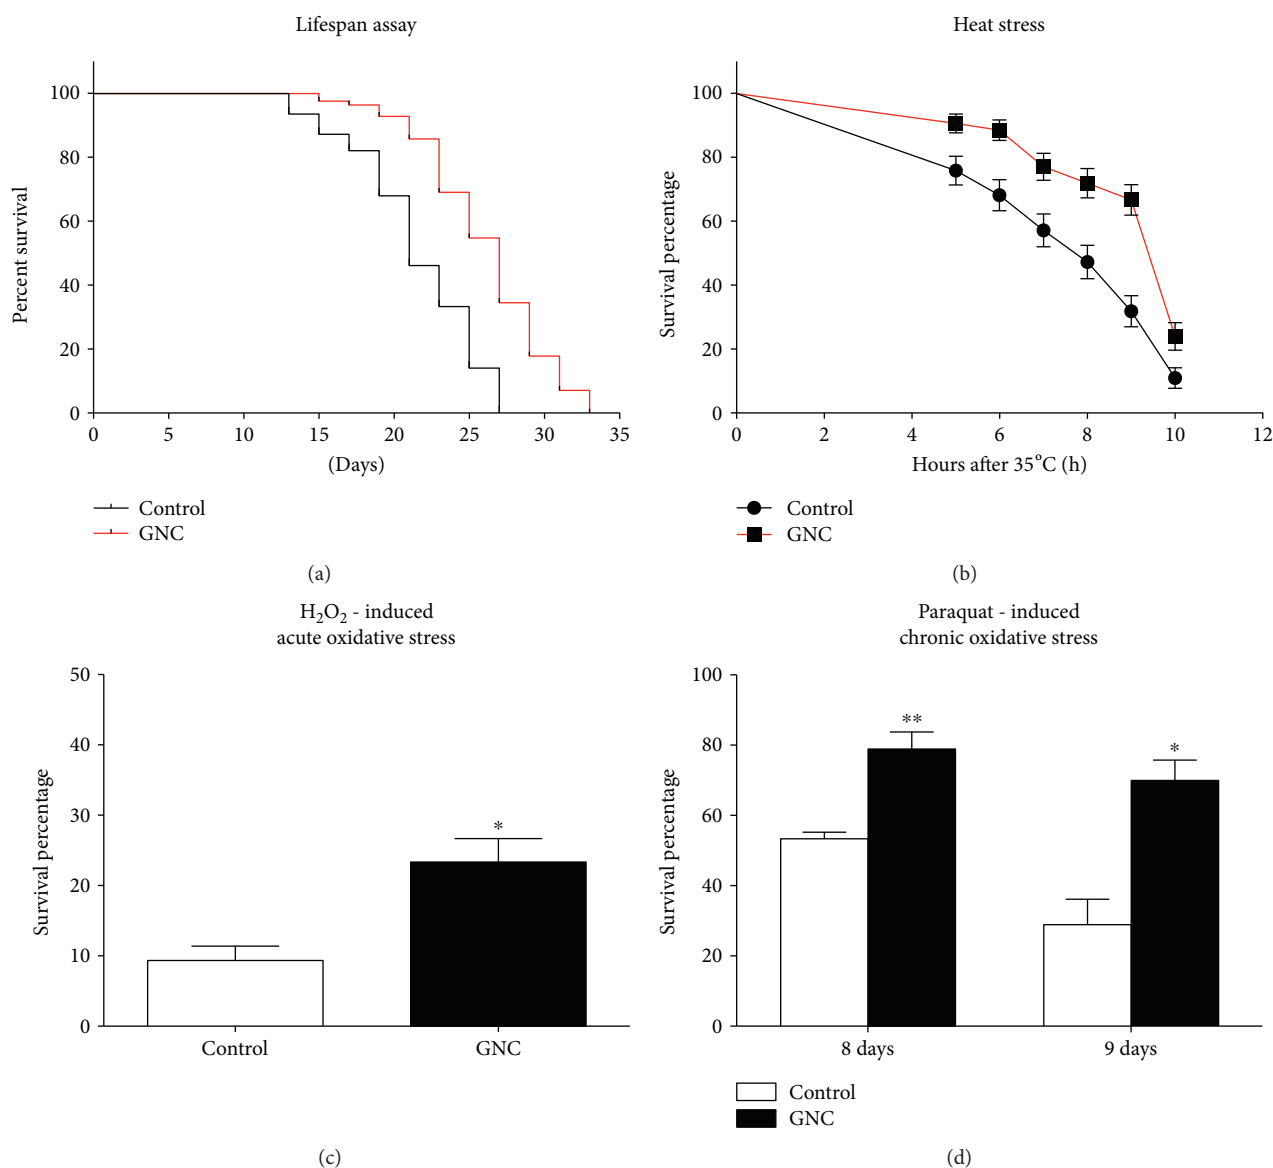 Lifespan assay
100
80
60
40
20
0
Percent survival
0 5 10 15 20 25 30 35
(Days)
Control
GNC
(a)
Heat stress
100
80
60
40
20
0
Survival percentage
0 2 4 6 8 10 12
Hours after 35°C (h)
Control
GNC
(b)
H₂O₂ - induced
acute oxidative stress
50
40
30
20
10
0
Survival percentage
*
Control GNC
(c)
Paraquat - induced
chronic oxidative stress
100
80
60
40
20
0
Survival percentage
**
*
8 days 9 days
Control
GNC
(d)